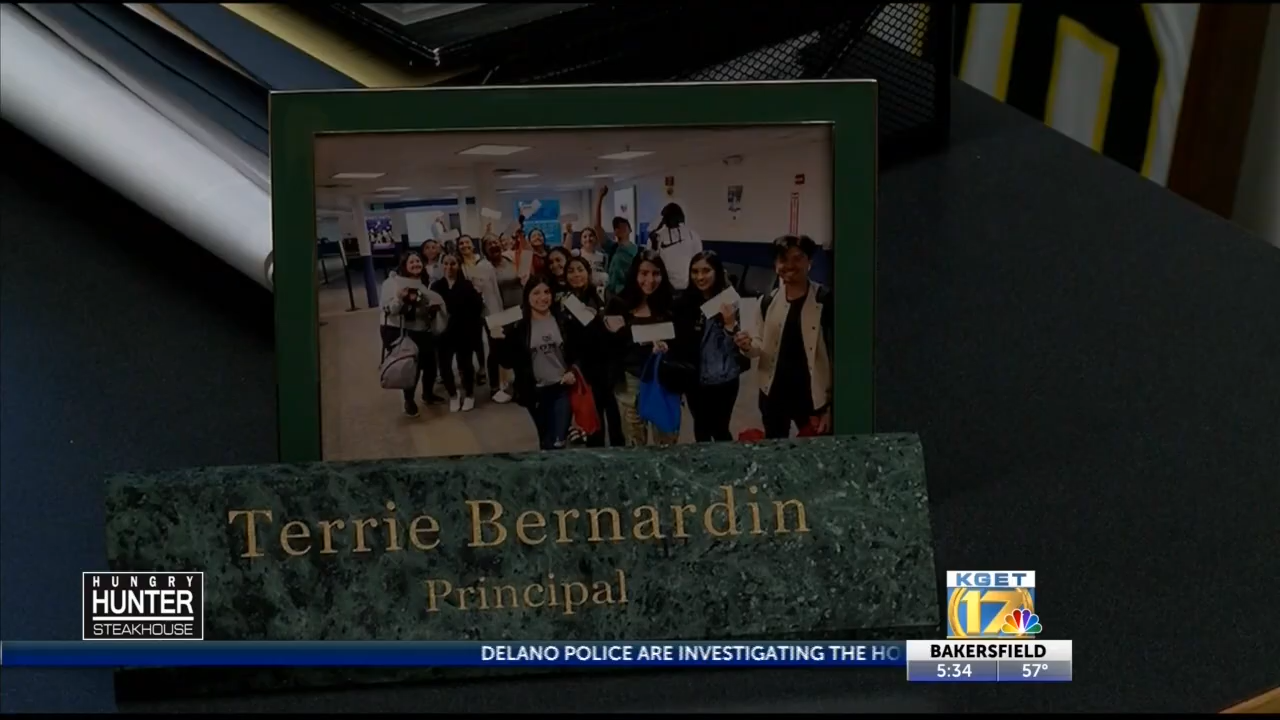 Terrie Bernardin
Principal
HUNGRY
HUNTER
STEAKHOUSE
KGET
17
DELANO POLICE ARE INVESTIGATING THE HO
BAKERSFIELD
5:34 57°